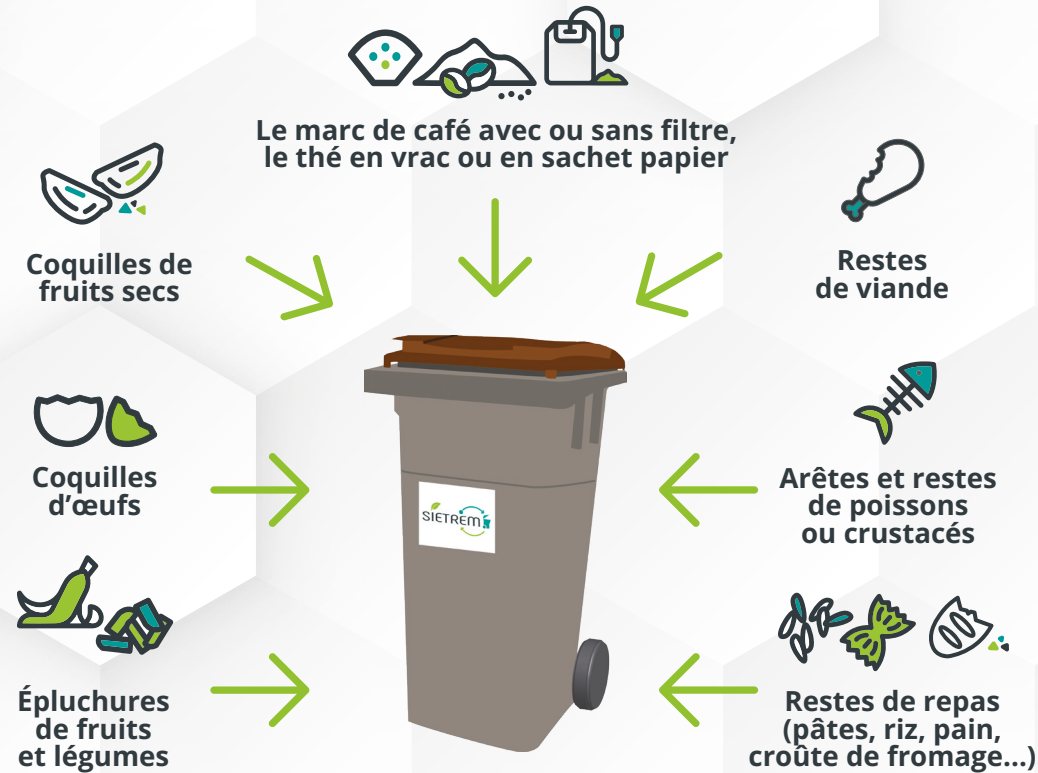 Le marc de café avec ou sans filtre,
le thé en vrac ou en sachet papier
Coquilles de
fruits secs
Restes
de viande
Coquilles
d’œufs
SIETREM
Arêtes et restes
de poissons
ou crustacés
Épluchures
de fruits
et légumes
Restes de repas
(pâtes, riz, pain,
croûte de fromage...)